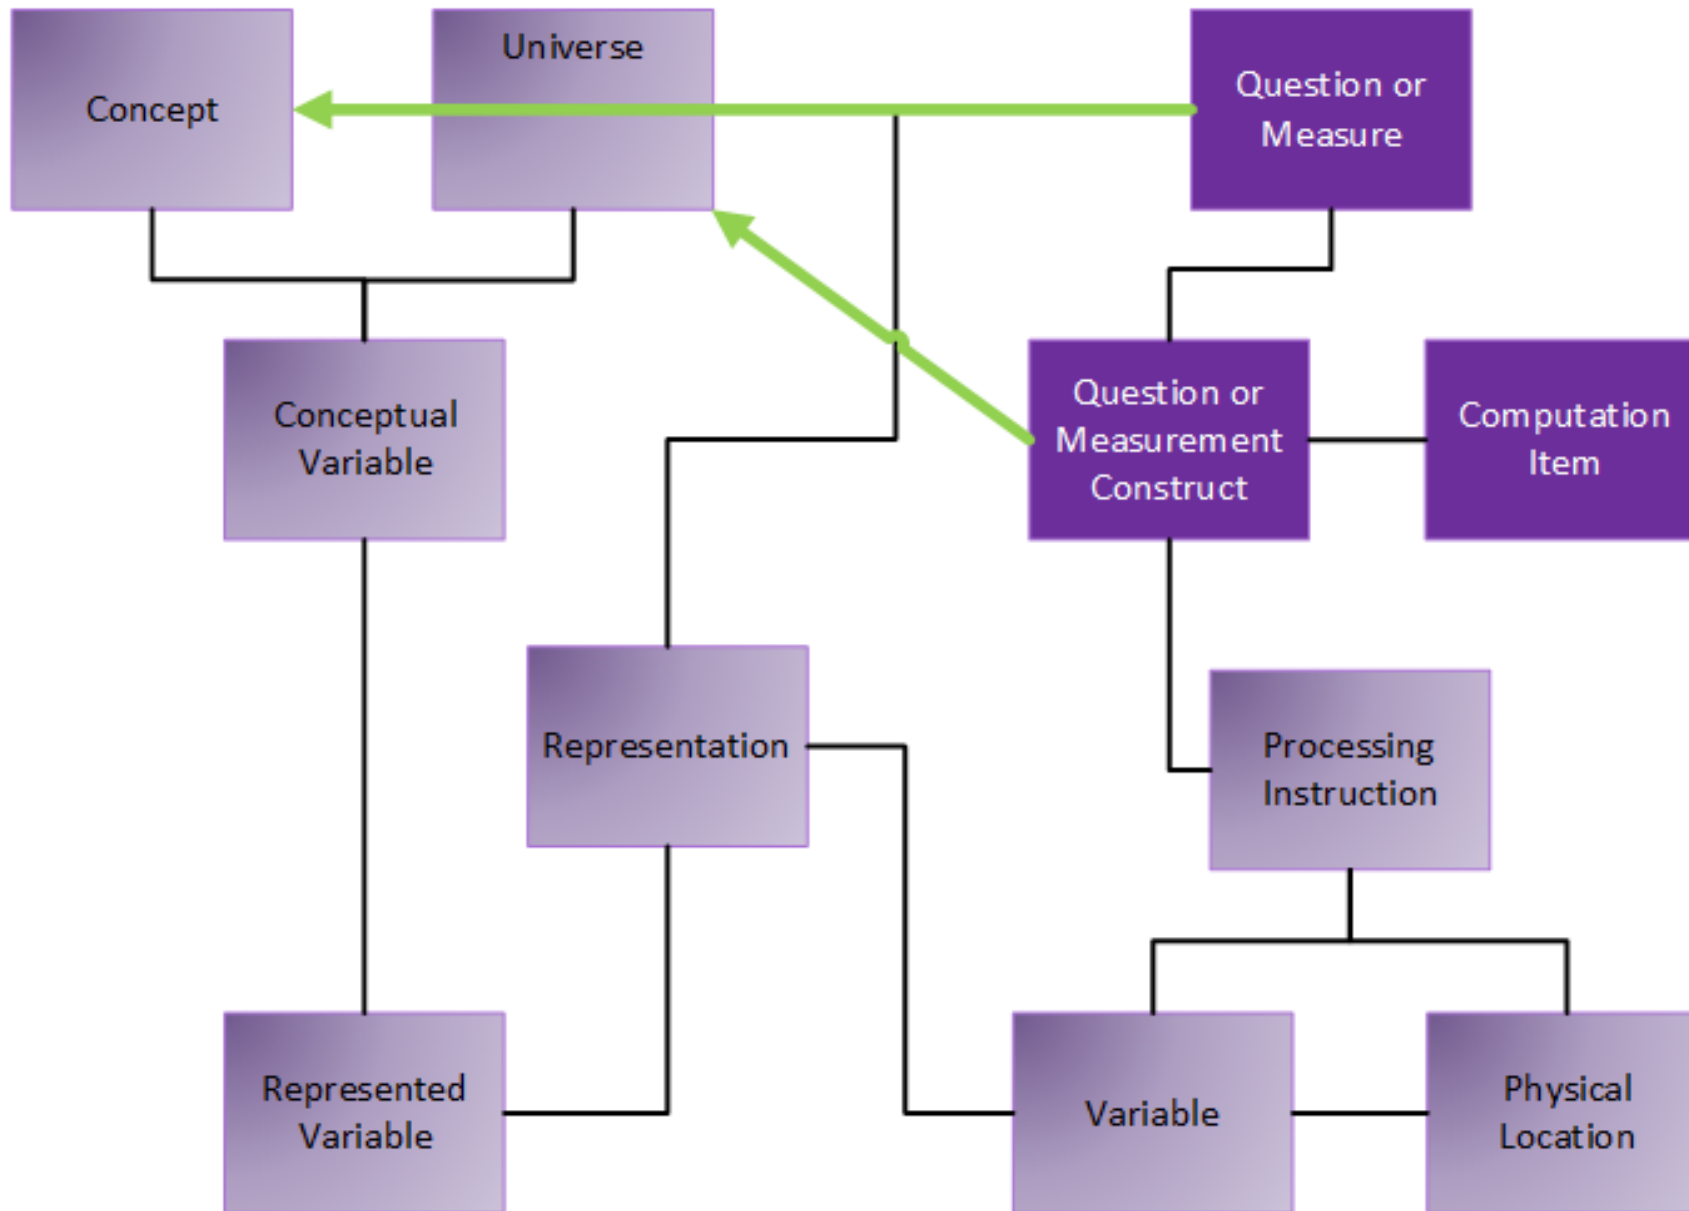 Concept
Universe
Question or
Measure
Conceptual
Variable
Question or
Measurement
Construct
Computation
Item
Representation
Processing
Instruction
Represented
Variable
Variable
Physical
Location